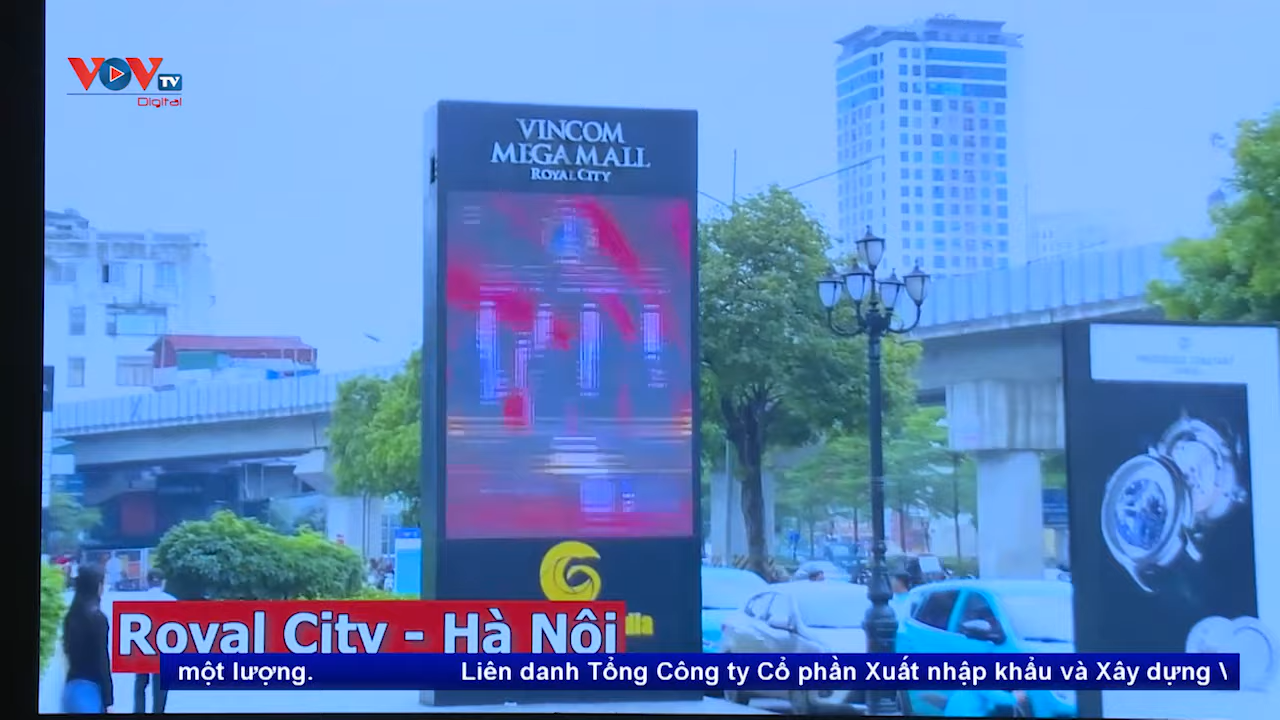 VOV TV
Digital
VINCOM
MEGA MALL
ROYAL CITY
Royal City - Hà Nội
một lượng. Liên danh Tổng Công ty Cổ phần Xuất nhập khẩu và Xây dựng